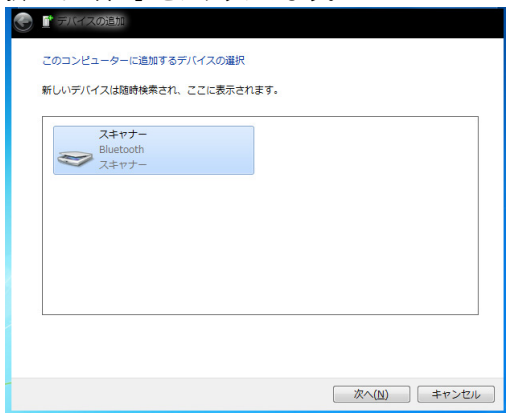 デバイスの追加
このコンピューターに追加するデバイスの選択
新しいデバイスは随時検索され、ここに表示されます。
スキャナー
Bluetooth
スキャナー
次へ(N)
キャンセル